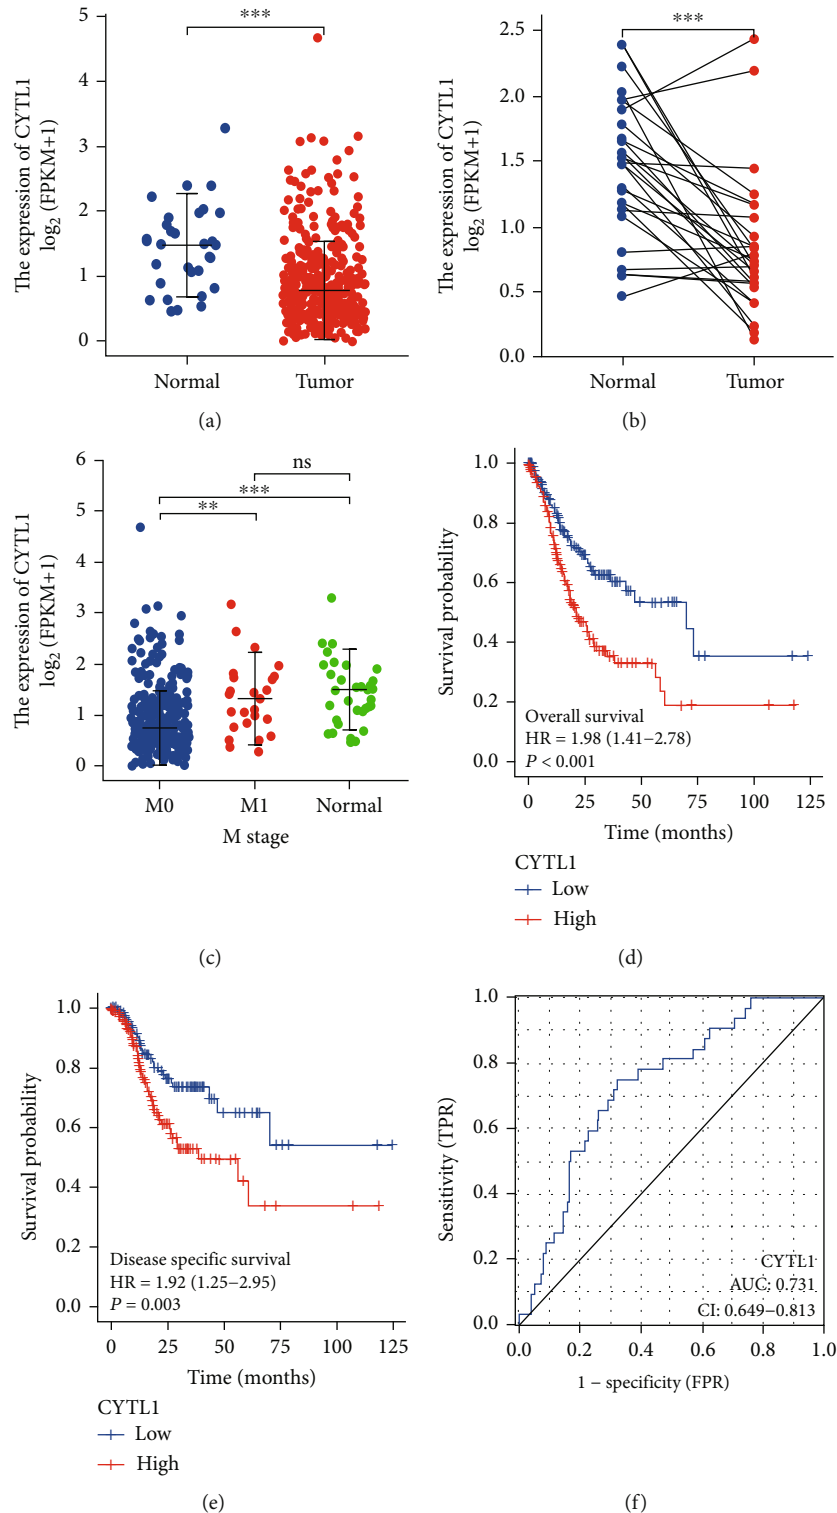 The expression of CYTL1
log2 (FPKM+1)
5
4
3
2
1
0
***
Normal
Tumor
(a)
The expression of CYTL1
log2 (FPKM+1)
2.5
2.0
1.5
1.0
0.5
0.0
***
Normal
Tumor
(b)
The expression of CYTL1
log2 (FPKM+1)
6
5
4
3
2
1
0
ns
***
**
M0
M1
Normal
M stage
(c)
Survival probability
1.0
0.8
0.6
0.4
0.2
0.0
Overall survival
HR = 1.98 (1.41−2.78)
P < 0.001
0
25
50
75
100
125
Time (months)
CYTL1
Low
High
(d)
Survival probability
1.0
0.8
0.6
0.4
0.2
0.0
Disease specific survival
HR = 1.92 (1.25−2.95)
P = 0.003
0
25
50
75
100
125
Time (months)
CYTL1
Low
High
(e)
Sensitivity (TPR)
1.0
0.8
0.6
0.4
0.2
0.0
CYTL1
AUC: 0.731
CI: 0.649−0.813
0.0
0.2
0.4
0.6
0.8
1.0
1 − specificity (FPR)
(f)